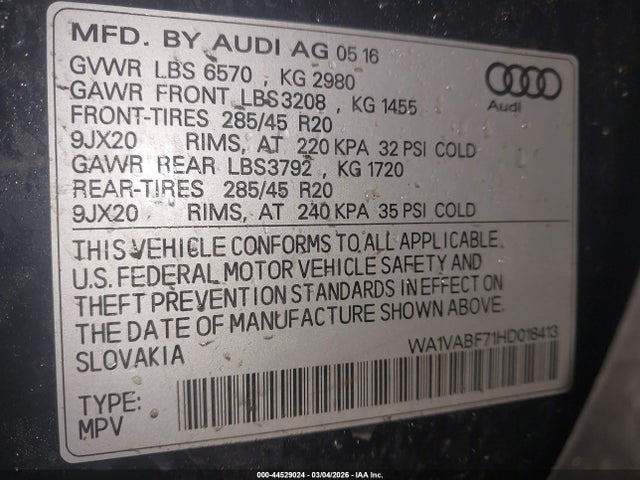 MFD. BY AUDI AG 05 16
GVWR LBS 6570 , KG 2980
GAWR FRONT LBS3208 , KG 1455
FRONT-TIRES 285/45 R20
9JX20 RIMS, AT 220 KPA 32 PSI COLD
GAWR REAR LBS3792 , KG 1720
REAR-TIRES 285/45 R20
9JX20 RIMS, AT 240 KPA 35 PSI COLD
Audi
THIS VEHICLE CONFORMS TO ALL APPLICABLE
U.S. FEDERAL MOTOR VEHICLE SAFETY AND
THEFT PREVENTION STANDARDS IN EFFECT ON
THE DATE OF MANUFACTURE SHOWN ABOVE.
SLOVAKIA
WA1VABF71HD018413
TYPE:
MPV
000-44529024 | 03/04/2026 | IAA Inc.